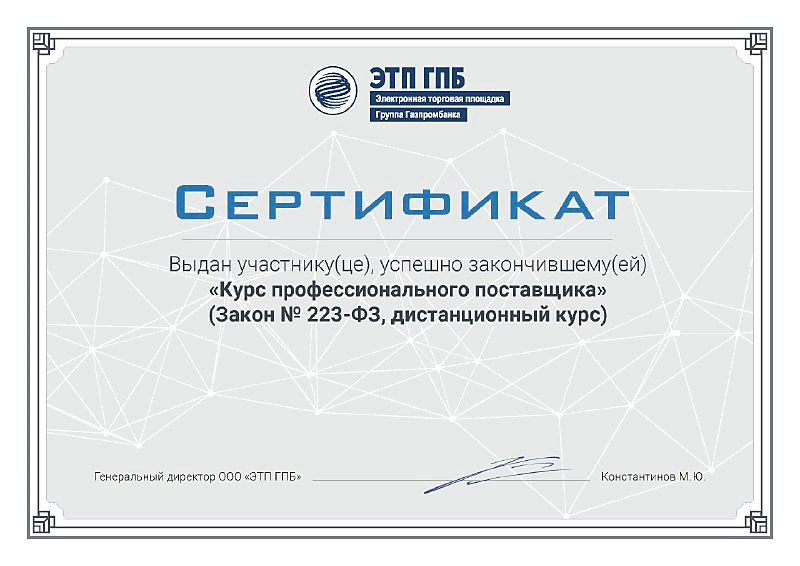 ЭТП ГПБ
Электронная торговая площадка
Группа Газпромбанка
Сертификат
Выдан участнику(це), успешно закончившему(ей)
«Курс профессионального поставщика»
(Закон № 223-ФЗ, дистанционный курс)
Генеральный директор ООО «ЭТП ГПБ»
Константинов М. Ю.